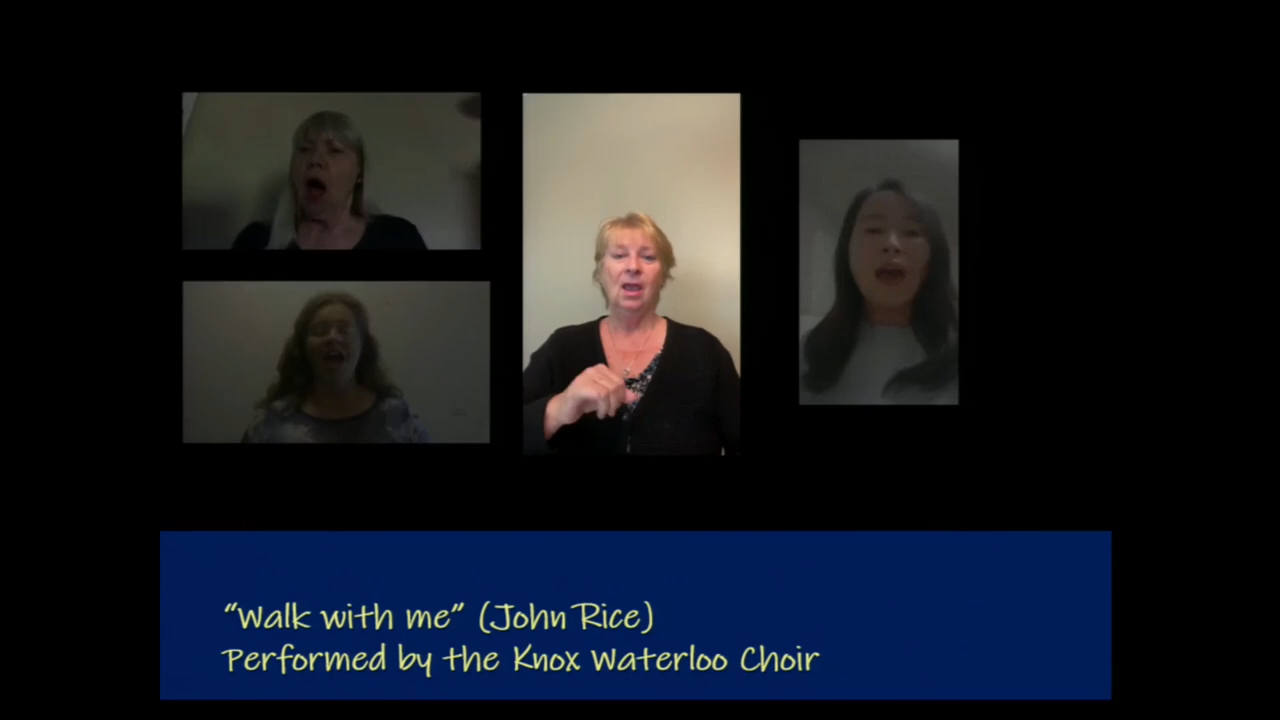 “Walk with me” (John Rice)
Performed by the Knox Waterloo Choir